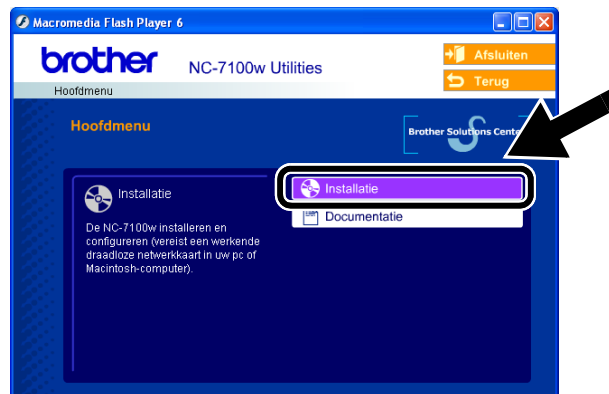 Macromedia Flash Player 6
brother
NC-7100w Utilities
Afsluiten
Terug
Hoofdmenu
Hoofdmenu
Brother Solutions
Installatie
De NC-7100w installeren en
configureren (vereist een werkende
draadloze netwerkkaart in uw pc of
Macintosh-computer).
Installatie
Documentatie